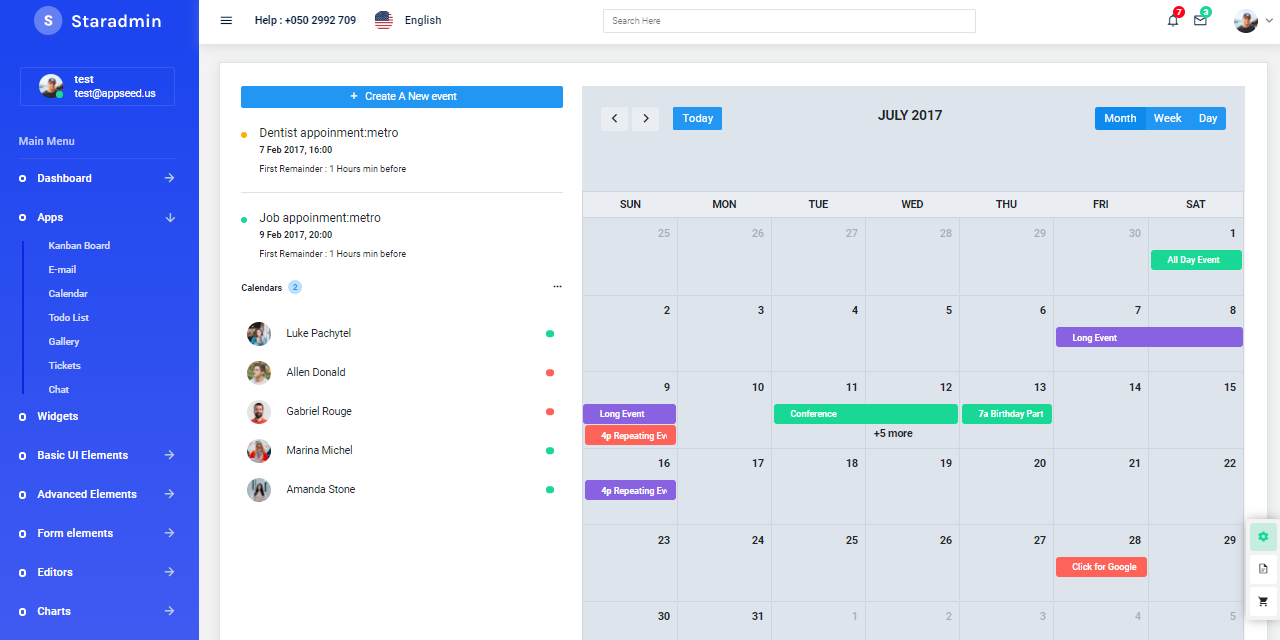 S Staradmin
Help : +050 2992 709
English
Search Here
7
3
test
test@appseed.us
Main Menu
Dashboard
Apps
Kanban Board
E-mail
Calendar
Todo List
Gallery
Tickets
Chat
Widgets
Basic UI Elements
Advanced Elements
Form elements
Editors
Charts
+ Create A New event
Dentist appoinment:metro
7 Feb 2017, 16:00
First Remainder : 1 Hours min before
Job appoinment:metro
9 Feb 2017, 20:00
First Remainder : 1 Hours min before
Calendars 2
Luke Pachytel
Allen Donald
Gabriel Rouge
Marina Michel
Amanda Stone
Today
JULY 2017
Month Week Day
SUN MON TUE WED THU FRI SAT
25 26 27 28 29 30 1
All Day Event
2 3 4 5 6 7 8
Long Event
9 10 11 12 13 14 15
Long Event Conference 7a Birthday Part
4p Repeating Ev +5 more
16 17 18 19 20 21 22
4p Repeating Ev
23 24 25 26 27 28 29
Click for Google
30 31 1 2 3 4 5